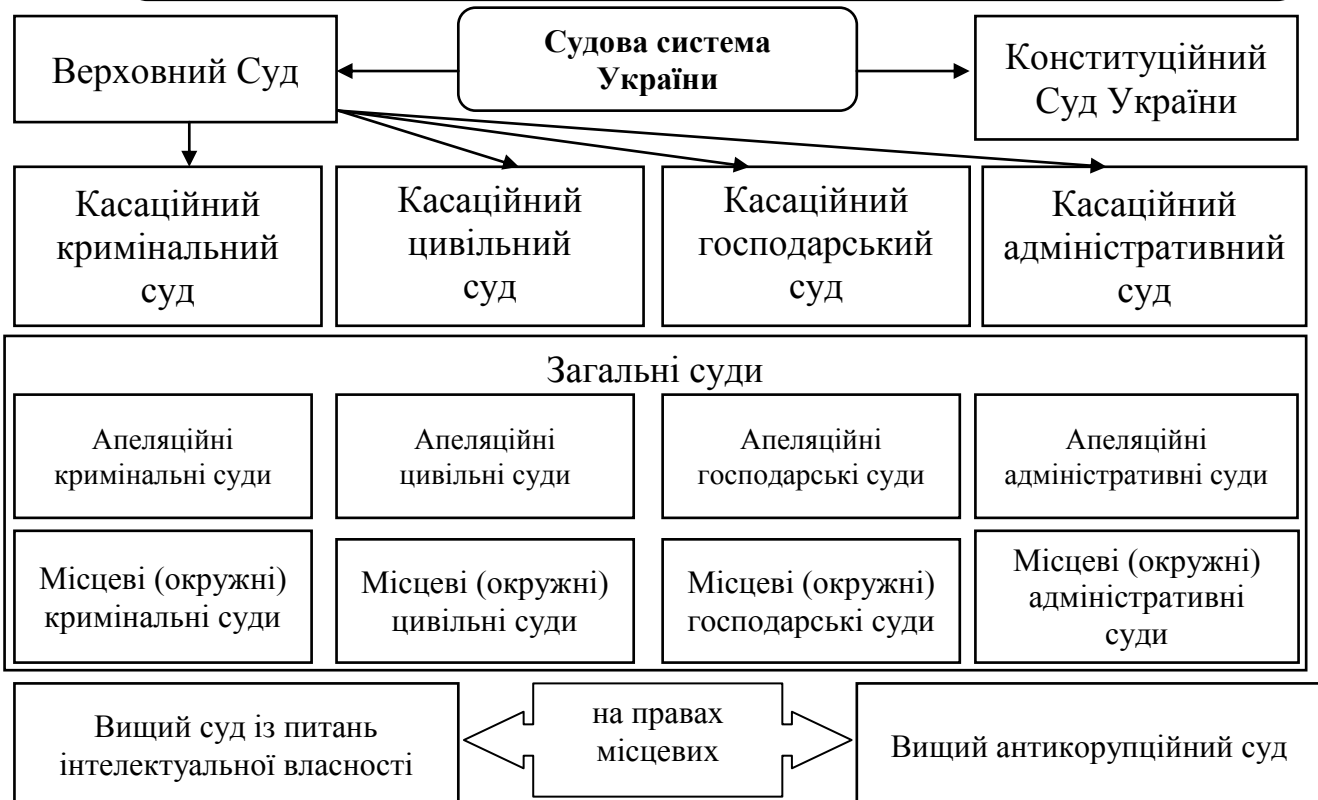 Судова система
України
Верховний Суд
Конституційний
Суд України
Касаційний
кримінальний
суд
Касаційний
цивільний
суд
Касаційний
господарський
суд
Касаційний
адміністративний
суд
Загальні суди
Апеляційні
кримінальні суди
Апеляційні
цивільні суди
Апеляційні
господарські суди
Апеляційні
адміністративні суди
Місцеві (окружні)
кримінальні суди
Місцеві (окружні)
цивільні суди
Місцеві (окружні)
господарські суди
Місцеві (окружні)
адміністративні
суди
Вищий суд із питань
інтелектуальної власності
на правах
місцевих
Вищий антикорупційний суд